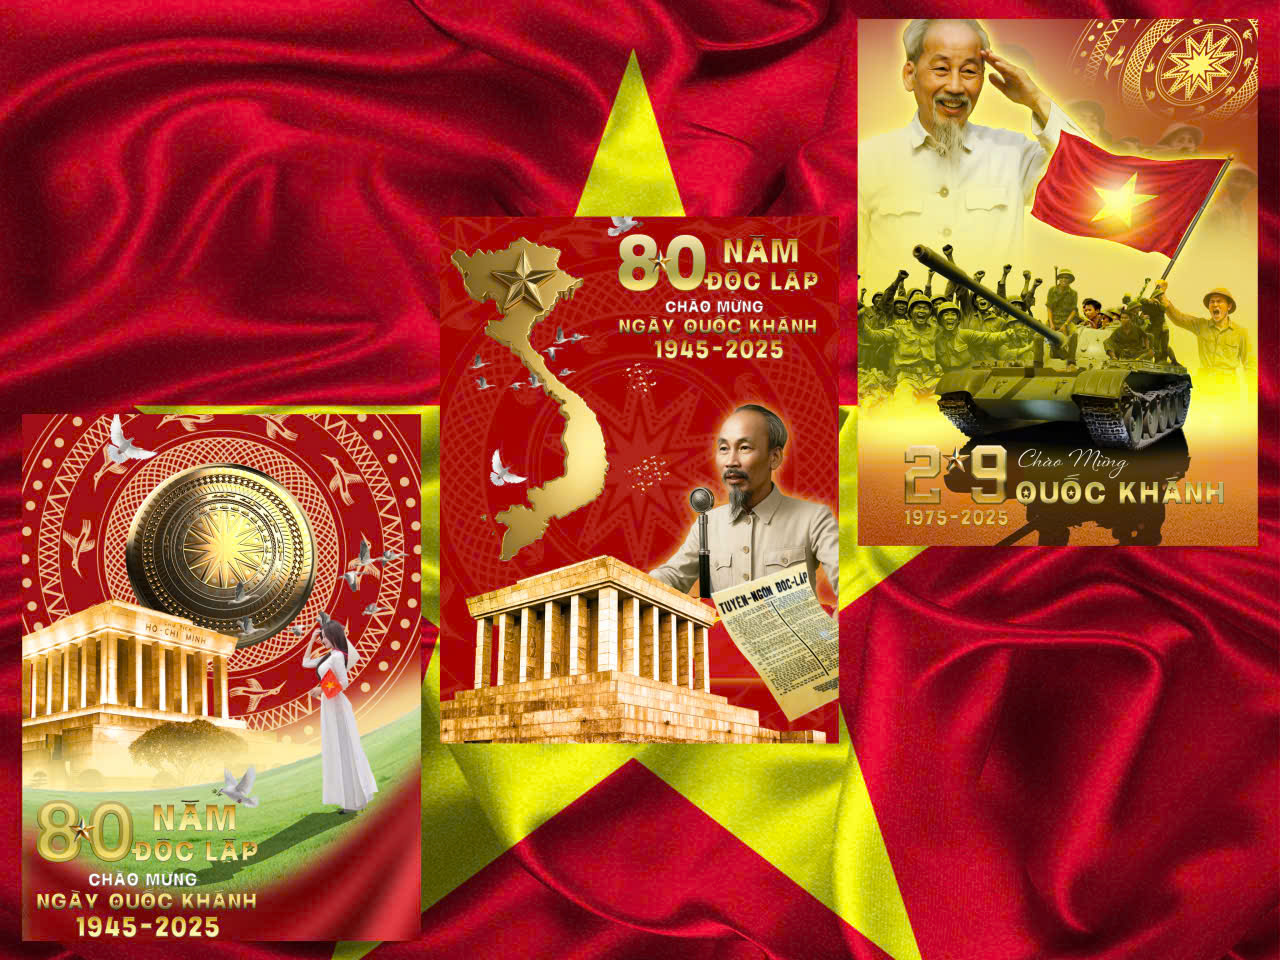 80 NĂM
ĐỘC LẬP
CHÀO MỪNG
NGÀY QUỐC KHÁNH
1945-2025
TUYÊN-NGÔN ĐỘC-LẬP
2★9 Chào Mừng
QUỐC KHÁNH
1975-2025
HỒ-CHÍ-MINH
80 NĂM
ĐỘC LẬP
CHÀO MỪNG
NGÀY QUỐC KHÁNH
1945-2025